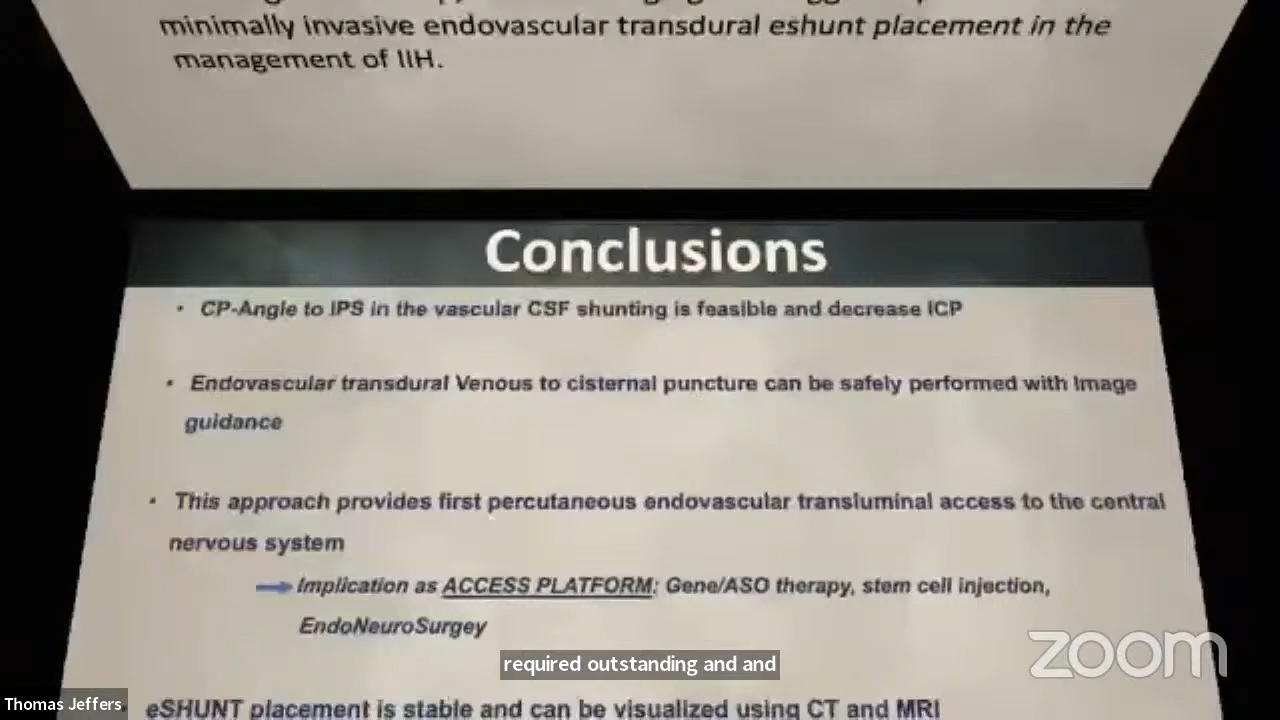 minimally invasive endovascular transdural eshunt placement in the
management of IIH.
Conclusions
• CP-Angle to IPS in the vascular CSF shunting is feasible and decrease ICP
• Endovascular transdural Venous to cisternal puncture can be safely performed with Image
guidance
• This approach provides first percutaneous endovascular transluminal access to the central
nervous system
Implication as ACCESS PLATFORM: Gene/ASO therapy, stem cell injection,
EndoNeuroSurgey
required outstanding and and
zoom
Thomas Jeffers
eSHUNT placement is stable and can be visualized using CT and MRI